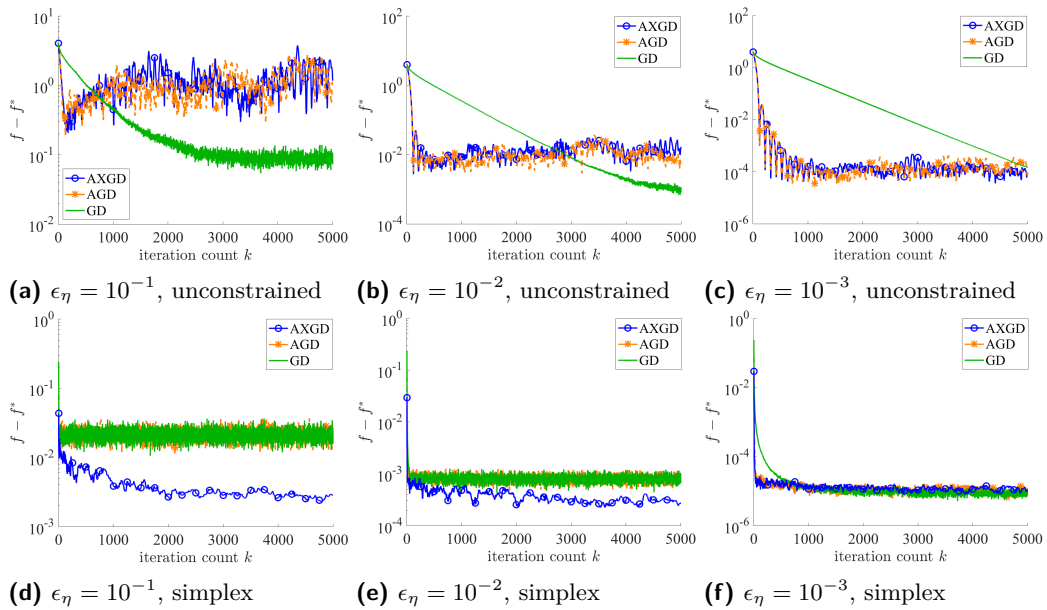 10^1
10^0
10^-1
10^-2
f − f*
0 1000 2000 3000 4000 5000
iteration count k
AXGD
AGD
GD
(a) ϵ_η = 10^-1, unconstrained
10^2
10^0
10^-2
10^-4
f − f*
0 1000 2000 3000 4000 5000
iteration count k
AXGD
AGD
GD
(b) ϵ_η = 10^-2, unconstrained
10^2
10^0
10^-2
10^-4
10^-6
f − f*
0 1000 2000 3000 4000 5000
iteration count k
AXGD
AGD
GD
(c) ϵ_η = 10^-3, unconstrained
10^0
10^-1
10^-2
10^-3
f − f*
0 1000 2000 3000 4000 5000
iteration count k
AXGD
AGD
GD
(d) ϵ_η = 10^-1, simplex
10^0
10^-1
10^-2
10^-3
10^-4
f − f*
0 1000 2000 3000 4000 5000
iteration count k
AXGD
AGD
GD
(e) ϵ_η = 10^-2, simplex
10^0
10^-2
10^-4
10^-6
f − f*
0 1000 2000 3000 4000 5000
iteration count k
AXGD
AGD
GD
(f) ϵ_η = 10^-3, simplex